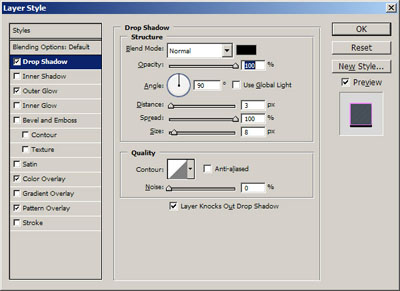 Layer Style
Styles
Blending Options: Default
Drop Shadow
Inner Shadow
Outer Glow
Inner Glow
Bevel and Emboss
Contour
Texture
Satin
Color Overlay
Gradient Overlay
Pattern Overlay
Stroke
Drop Shadow
Structure
Blend Mode: Normal
Opacity: 100 %
Angle: 90 ° Use Global Light
Distance: 3 px
Spread: 100 %
Size: 8 px
Quality
Contour: Anti-aliased
Noise: 0 %
Layer Knocks Out Drop Shadow
OK
Reset
New Style...
Preview